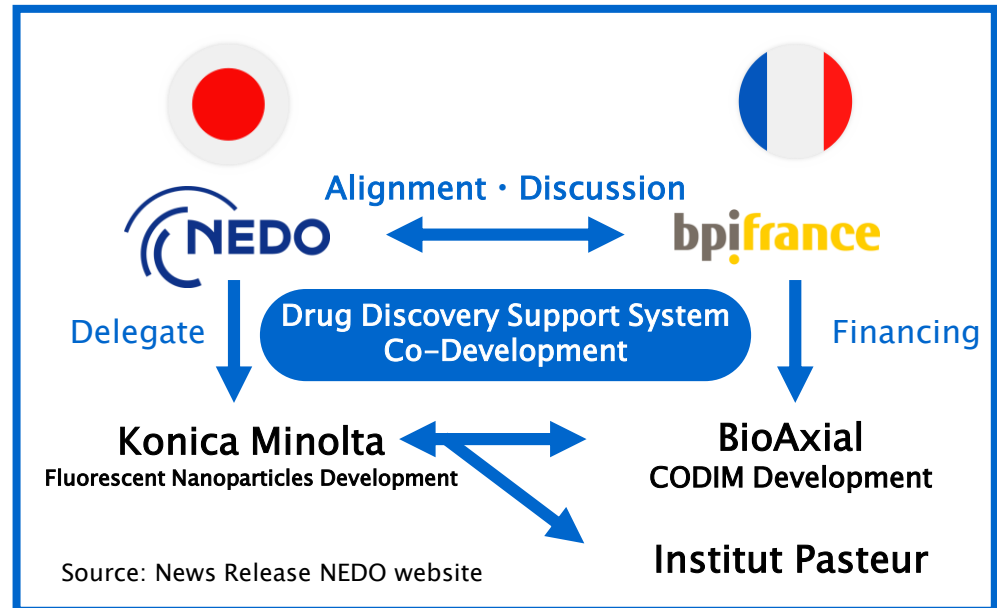 Alignment・Discussion
NEDO
bpifrance
Delegate
Drug Discovery Support System
Co-Development
Financing
Konica Minolta
Fluorescent Nanoparticles Development
BioAxial
CODIM Development
Institut Pasteur
Source: News Release NEDO website